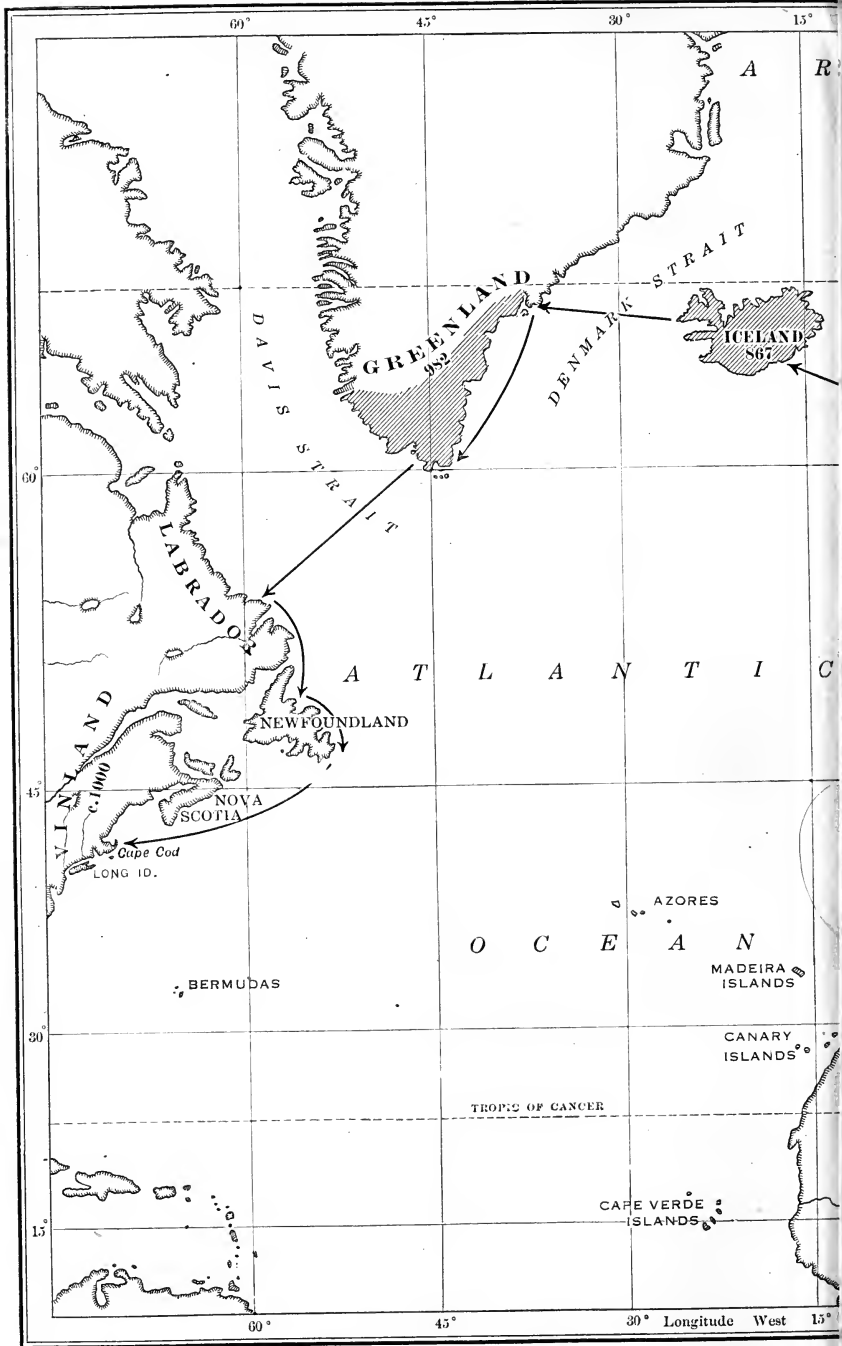 60° 45° 30° 15°
A R
DENMARK STRAIT
GREENLAND
982
ICELAND
867
DAVIS STRAIT
60°
LABRADOR
ATLANTIC
NEWFOUNDLAND
VINLAND
c.1000
45°
NOVA
SCOTIA
Cape Cod
LONG ID.
AZORES
OCEAN
MADEIRA
ISLANDS
BERMUDAS
30°
CANARY
ISLANDS
TROPIC OF CANCER
CAPE VERDE
ISLANDS
15°
60° 45° 30° Longitude West 15°